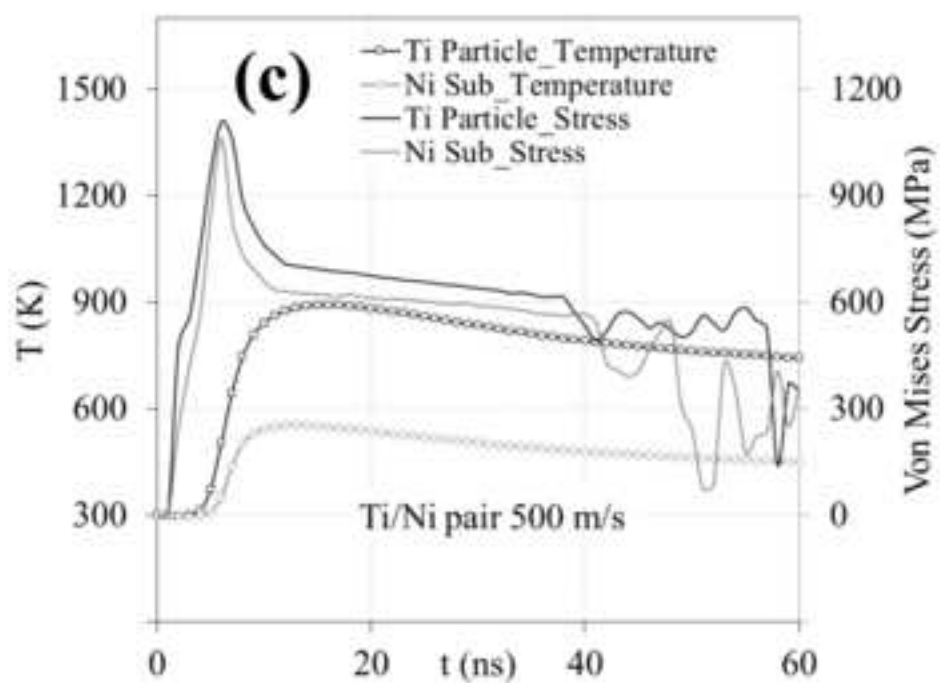 (c)
Ti Particle_Temperature
Ni Sub_Temperature
Ti Particle_Stress
Ni Sub_Stress
1500
1200
900
600
300
T (K)
1200
900
600
300
0
Von Mises Stress (MPa)
Ti/Ni pair 500 m/s
0
20
40
60
t (ns)